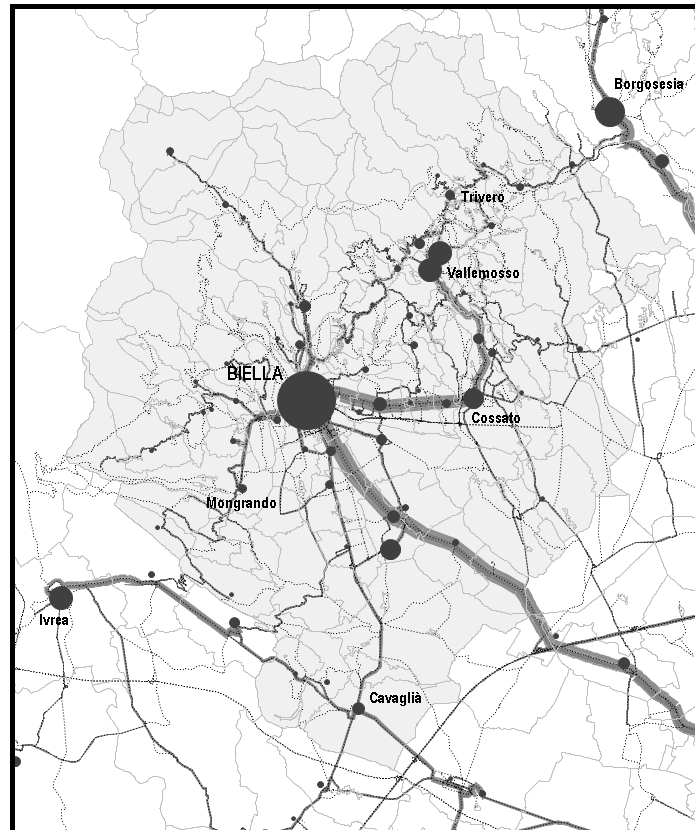 Borgosesia
Trivero
Vallemosso
BIELLA
Cossato
Mongrando
Ivrea
Cavaglià